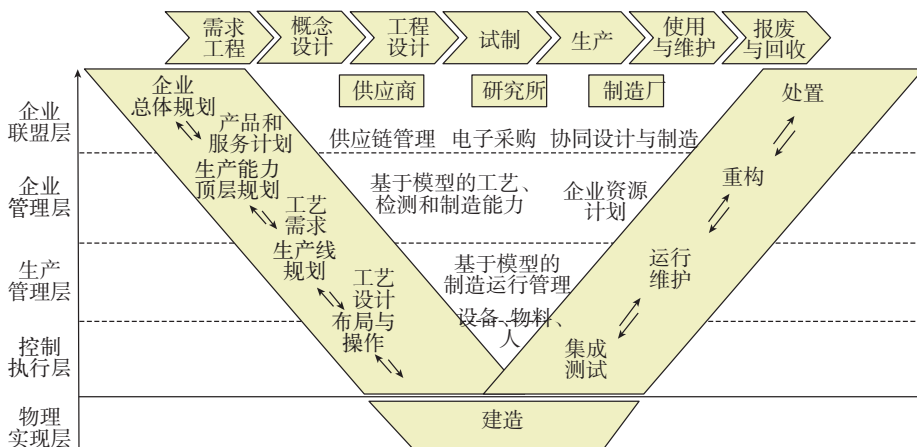 需求
工程
概念
设计
工程
设计
试制
生产
使用
与维护
报废
与回收
供应商
研究所
制造厂
企业
联盟层
企业
总体规划
产品和
服务计划
供应链管理
电子采购
协同设计与制造
处置
企业
管理层
生产能力
顶层规划
工艺
需求
基于模型的工艺、
检测和制造能力
企业资源
计划
重构
生产
管理层
生产线
规划
工艺
设计
基于模型的
制造运行管理
运行
维护
控制
执行层
布局与
操作
设备、物料、
人
集成
测试
物理
实现层
建造